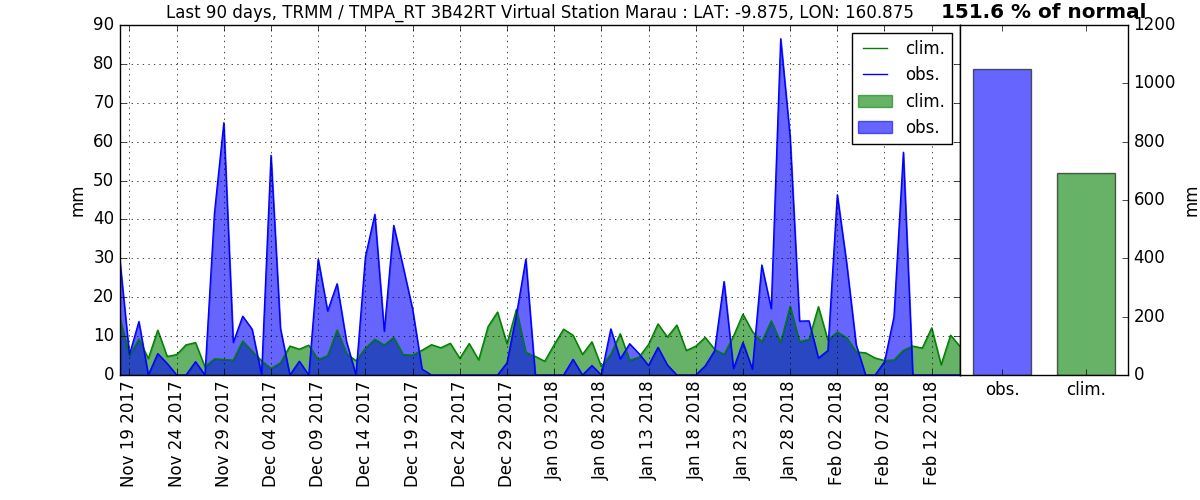 Last 90 days, TRMM / TMPA_RT 3B42RT Virtual Station Marau : LAT: -9.875, LON: 160.875
151.6 % of normal
90
80
70
60
50
40
30
20
10
0
mm
clim.
obs.
clim.
obs.
Nov 19 2017
Nov 24 2017
Nov 29 2017
Dec 04 2017
Dec 09 2017
Dec 14 2017
Dec 19 2017
Dec 24 2017
Dec 29 2017
Jan 03 2018
Jan 08 2018
Jan 13 2018
Jan 18 2018
Jan 23 2018
Jan 28 2018
Feb 02 2018
Feb 07 2018
Feb 12 2018
1200
1000
800
600
400
200
0
mm
obs.
clim.